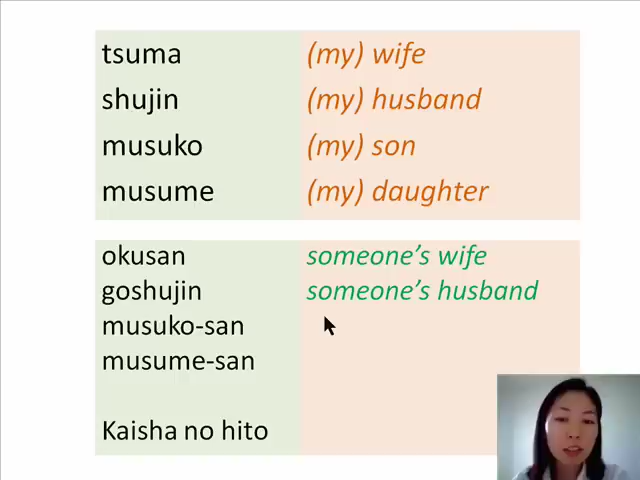 tsuma (my) wife
shujin (my) husband
musuko (my) son
musume (my) daughter
okusan someone's wife
goshujin someone's husband
musuko-san
musume-san
Kaisha no hito